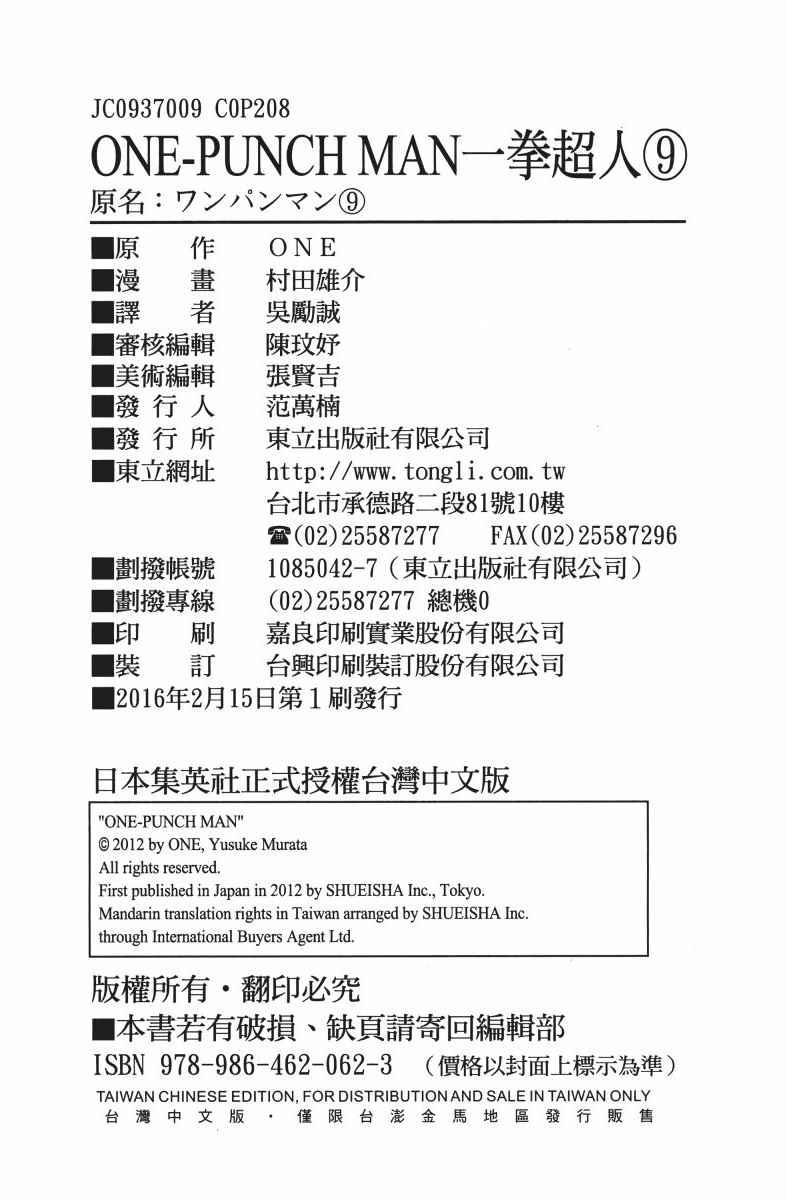 JC0937009 C0P208
ONE-PUNCH MAN一拳超人⑨
原名：ワンパンマン⑨
■原　　作　ＯＮＥ
■漫　　畫　村田雄介
■譯　　者　吳勵誠
■審核編輯　陳玟妤
■美術編輯　張賢吉
■發 行 人　范萬楠
■發 行 所　東立出版社有限公司
■東立網址　http://www.tongli.com.tw
台北市承德路二段81號10樓
☎(02)25587277　FAX(02)25587296
■劃撥帳號　1085042-7（東立出版社有限公司）
■劃撥專線　(02)25587277 總機0
■印　　刷　嘉良印刷實業股份有限公司
■裝　　訂　台興印刷裝訂股份有限公司
■2016年2月15日第１刷發行
日本集英社正式授權台灣中文版
"ONE-PUNCH MAN"
© 2012 by ONE, Yusuke Murata
All rights reserved.
First published in Japan in 2012 by SHUEISHA Inc., Tokyo.
Mandarin translation rights in Taiwan arranged by SHUEISHA Inc.
through International Buyers Agent Ltd.
版權所有・翻印必究
■本書若有破損、缺頁請寄回編輯部
ISBN 978-986-462-062-3 （價格以封面上標示為準）
TAIWAN CHINESE EDITION, FOR DISTRIBUTION AND SALE IN TAIWAN ONLY
台灣中文版・僅限台澎金馬地區發行販售